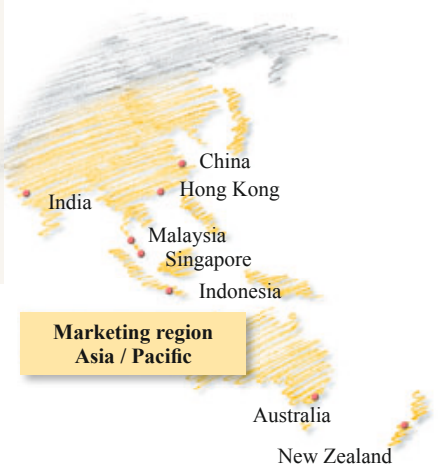 China
Hong Kong
India
Malaysia
Singapore
Indonesia
Marketing region
Asia / Pacific
Australia
New Zealand